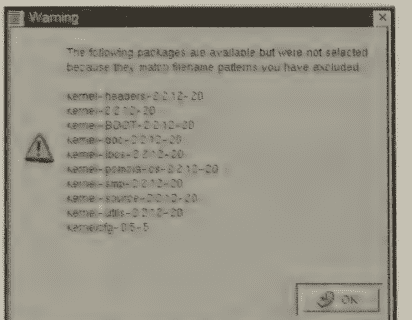 Warning
The following packages are available but were not selected
because they match filename patterns you have excluded
kernel-headers-2.2.12-20
kernel-2.2.12-20
kernel-BOOT-2.2.12-20
kernel-doc-2.2.12-20
kernel-ibcs-2.2.12-20
kernel-pcmcia-cs-2.2.12-20
kernel-smp-2.2.12-20
kernel-source-2.2.12-20
kernel-utils-2.2.12-20
kernelcfg-0.5-5
OK